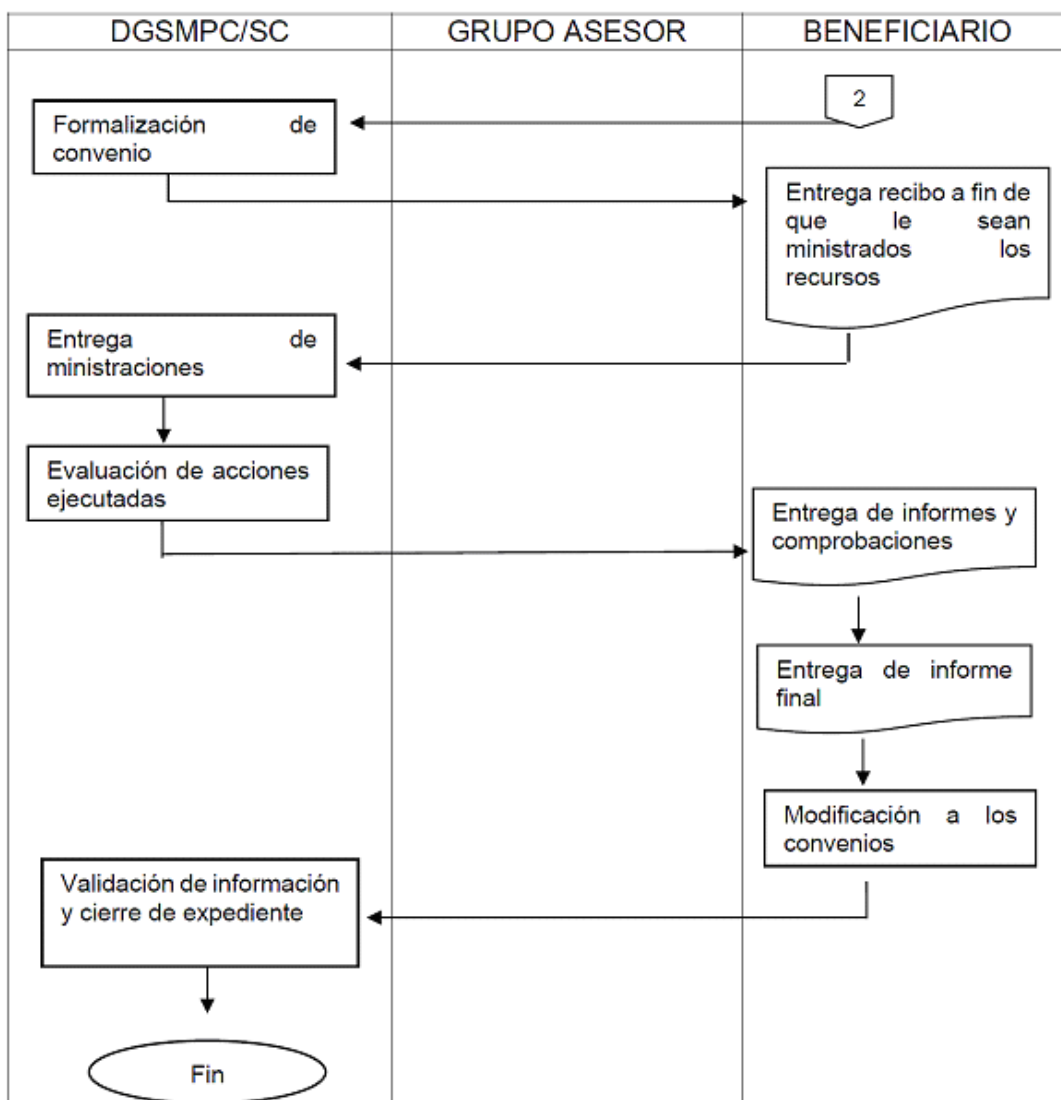 DGSMPC/SC
GRUPO ASESOR
BENEFICIARIO
2
Formalización de
convenio
Entrega recibo a fin de
que le sean
ministrados los
recursos
Entrega de
ministraciones
Evaluación de acciones
ejecutadas
Entrega de informes y
comprobaciones
Entrega de informe
final
Modificación a los
convenios
Validación de información
y cierre de expediente
Fin